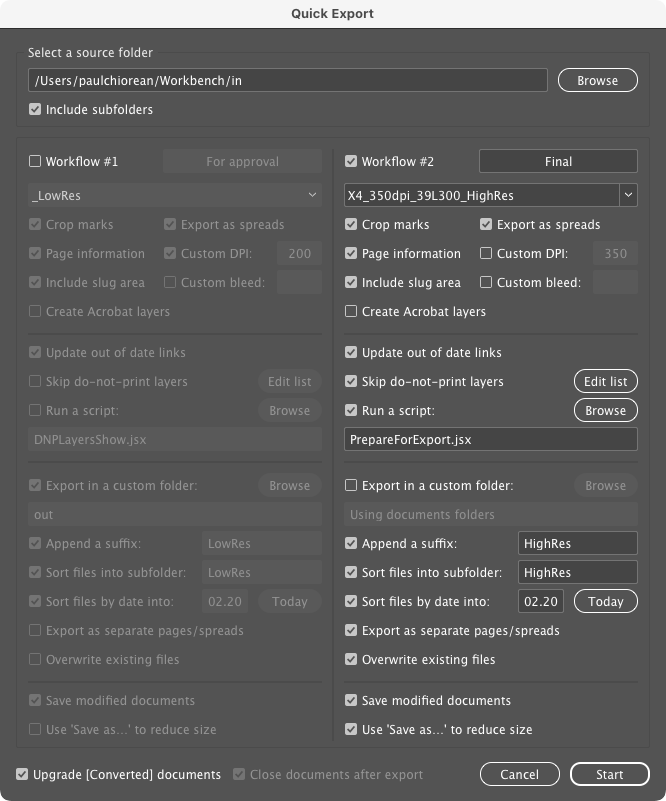 Quick Export
Select a source folder
/Users/paulchiorean/Workbench/in Browse
Include subfolders
Workflow #1 For approval
_LowRes
Crop marks Export as spreads
Page information Custom DPI: 200
Include slug area Custom bleed:
Create Acrobat layers
Update out of date links
Skip do-not-print layers Edit list
Run a script: Browse
DNPLayersShow.jsx
Export in a custom folder: Browse
out
Append a suffix: LowRes
Sort files into subfolder: LowRes
Sort files by date into: 02.20 Today
Export as separate pages/spreads
Overwrite existing files
Save modified documents
Use 'Save as...' to reduce size
Workflow #2 Final
X4_350dpi_39L300_HighRes
Crop marks Export as spreads
Page information Custom DPI: 350
Include slug area Custom bleed:
Create Acrobat layers
Update out of date links
Skip do-not-print layers Edit list
Run a script: Browse
PrepareForExport.jsx
Export in a custom folder: Browse
Using documents folders
Append a suffix: HighRes
Sort files into subfolder: HighRes
Sort files by date into: 02.20 Today
Export as separate pages/spreads
Overwrite existing files
Save modified documents
Use 'Save as...' to reduce size
Upgrade [Converted] documents Close documents after export Cancel Start